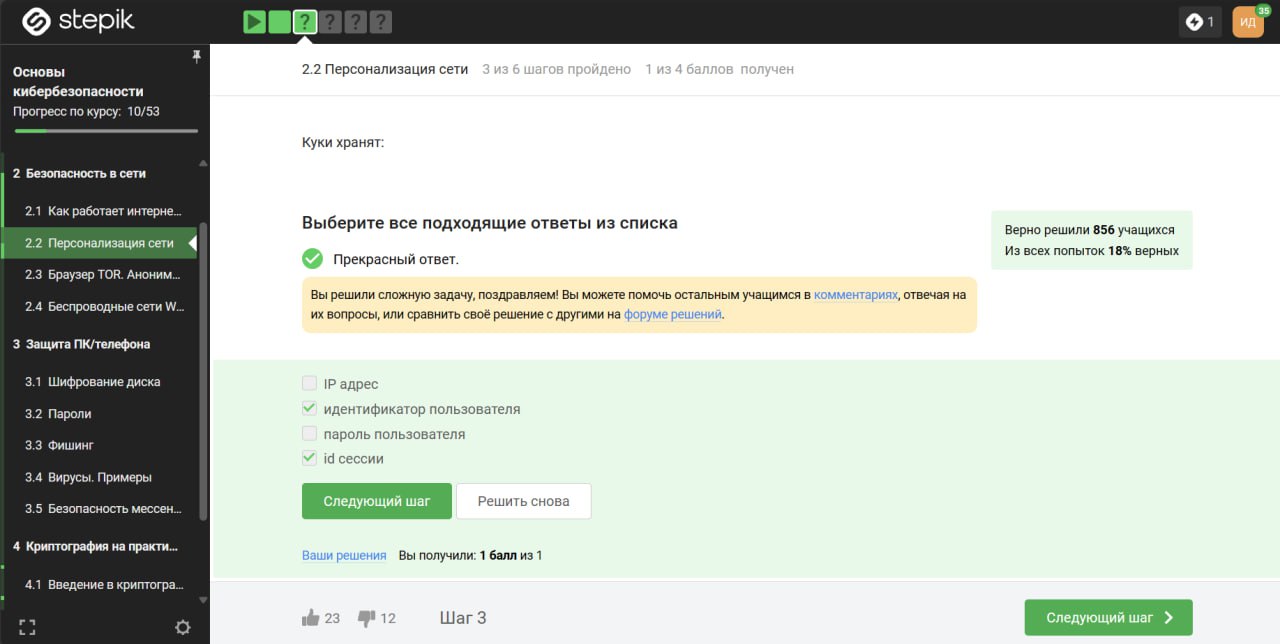 stepik
?
?
?
?
1
ИД
35
Основы
кибербезопасности
Прогресс по курсу: 10/53
2 Безопасность в сети
2.1 Как работает интерне...
2.2 Персонализация сети
2.3 Браузер TOR. Аноним...
2.4 Беспроводные сети W...
3 Защита ПК/телефона
3.1 Шифрование диска
3.2 Пароли
3.3 Фишинг
3.4 Вирусы. Примеры
3.5 Безопасность мессен...
4 Криптография на практи...
4.1 Введение в криптогра...
2.2 Персонализация сети 3 из 6 шагов пройдено 1 из 4 баллов получен
Куки хранят:
Выберите все подходящие ответы из списка
Прекрасный ответ.
Верно решили 856 учащихся
Из всех попыток 18% верных
Вы решили сложную задачу, поздравляем! Вы можете помочь остальным учащимся в комментариях, отвечая на
их вопросы, или сравнить своё решение с другими на форуме решений.
IP адрес
идентификатор пользователя
пароль пользователя
id сессии
Следующий шаг
Решить снова
Ваши решения Вы получили: 1 балл из 1
23
12
Шаг 3
Следующий шаг